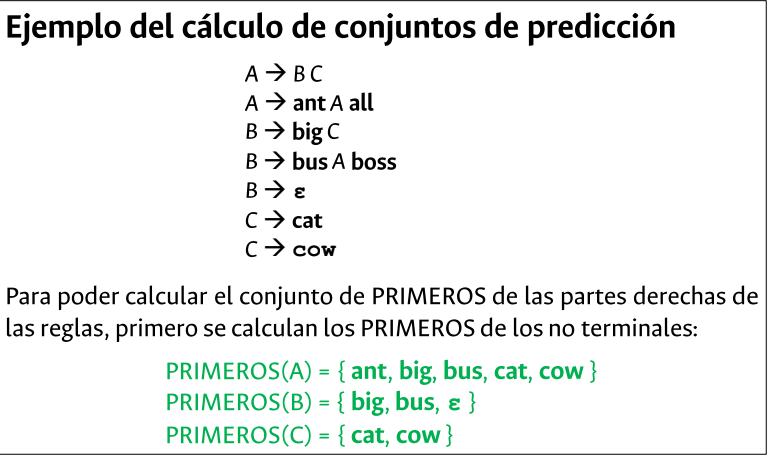 Ejemplo del cálculo de conjuntos de predicción
A → B C
A → ant A all
B → big C
B → bus A boss
B → ε
C → cat
C → cow
Para poder calcular el conjunto de PRIMEROS de las partes derechas de
las reglas, primero se calculan los PRIMEROS de los no terminales:
PRIMEROS(A) = { ant, big, bus, cat, cow }
PRIMEROS(B) = { big, bus, ε }
PRIMEROS(C) = { cat, cow }